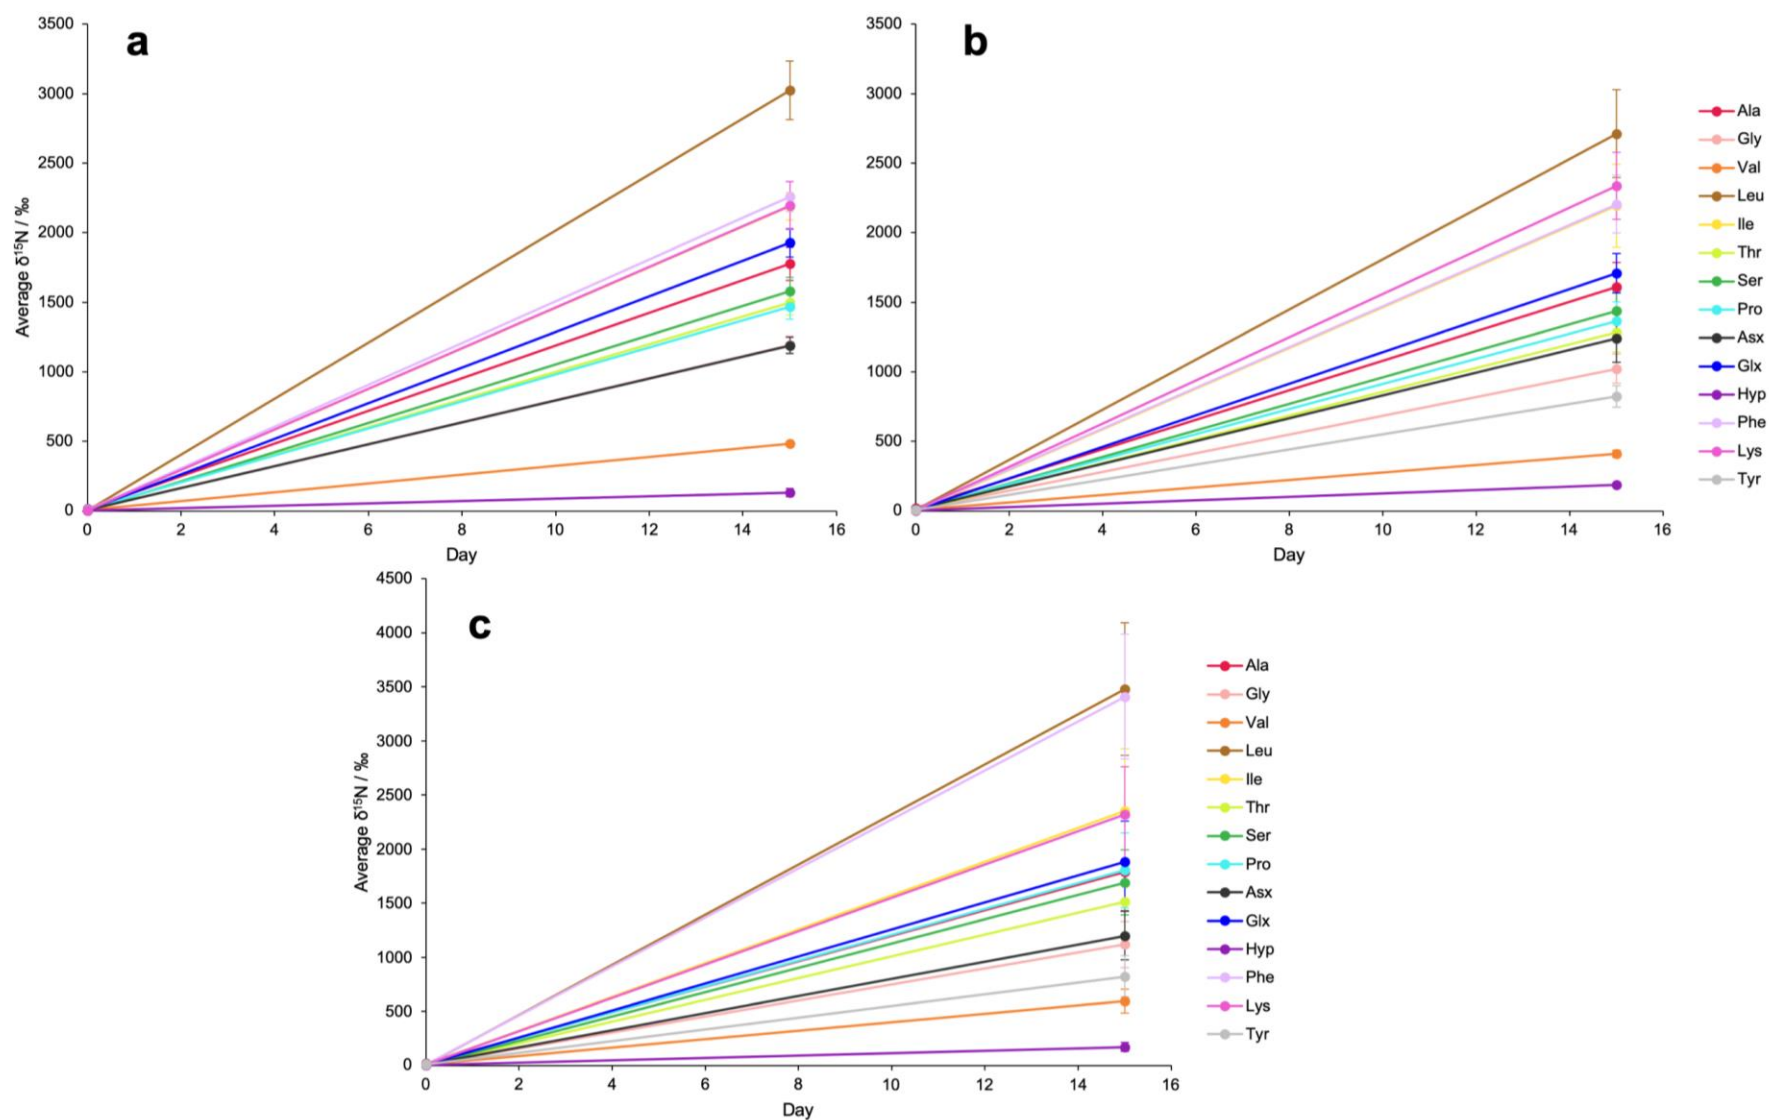 a
3500
3000
2500
2000
1500
1000
500
0
Average δ¹⁵N / ‰
0 2 4 6 8 10 12 14 16
Day
b
3500
3000
2500
2000
1500
1000
500
0
0 2 4 6 8 10 12 14 16
Day
Ala
Gly
Val
Leu
Ile
Thr
Ser
Pro
Asx
Glx
Hyp
Phe
Lys
Tyr
c
4500
4000
3500
3000
2500
2000
1500
1000
500
0
Average δ¹⁵N / ‰
0 2 4 6 8 10 12 14 16
Day
Ala
Gly
Val
Leu
Ile
Thr
Ser
Pro
Asx
Glx
Hyp
Phe
Lys
Tyr